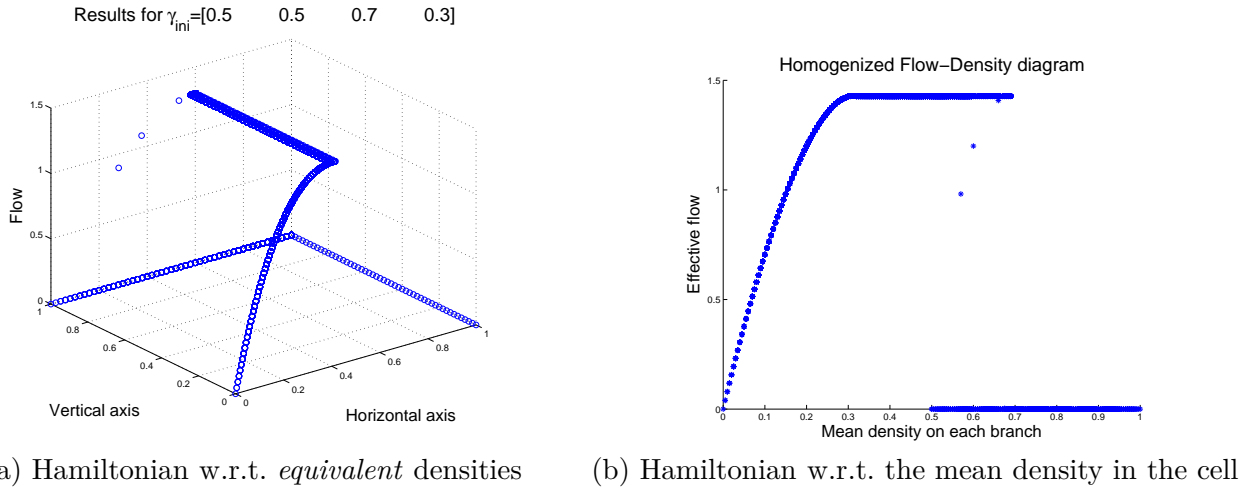 Results for γini=[0.5 0.5 0.7 0.3]
Flow
1.5
1
0.5
0
1
0.8
0.6
0.4
0.2
0
0
0.2
0.4
0.6
0.8
1
Vertical axis
Horizontal axis
a) Hamiltonian w.r.t. equivalent densities
Homogenized Flow−Density diagram
Effective flow
1.5
1
0.5
0
0 0.1 0.2 0.3 0.4 0.5 0.6 0.7 0.8 0.9 1
Mean density on each branch
(b) Hamiltonian w.r.t. the mean density in the cell